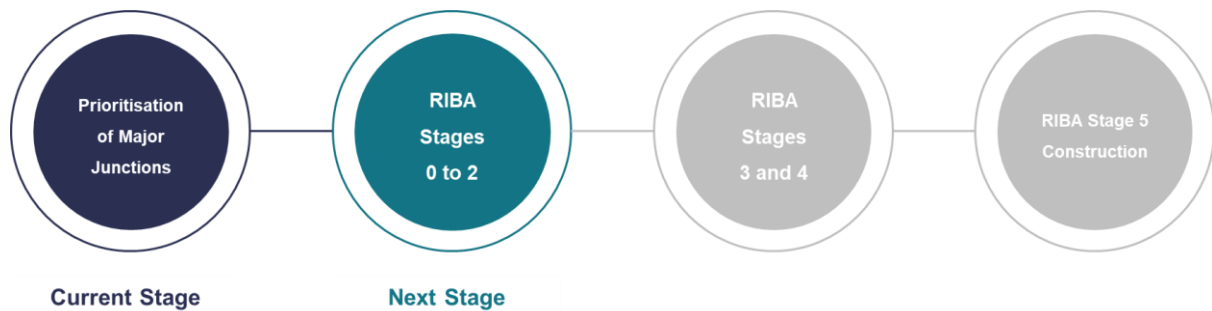 Prioritisation
of Major
Junctions
RIBA
Stages
0 to 2
RIBA
Stages
3 and 4
RIBA Stage 5
Construction
Current Stage
Next Stage